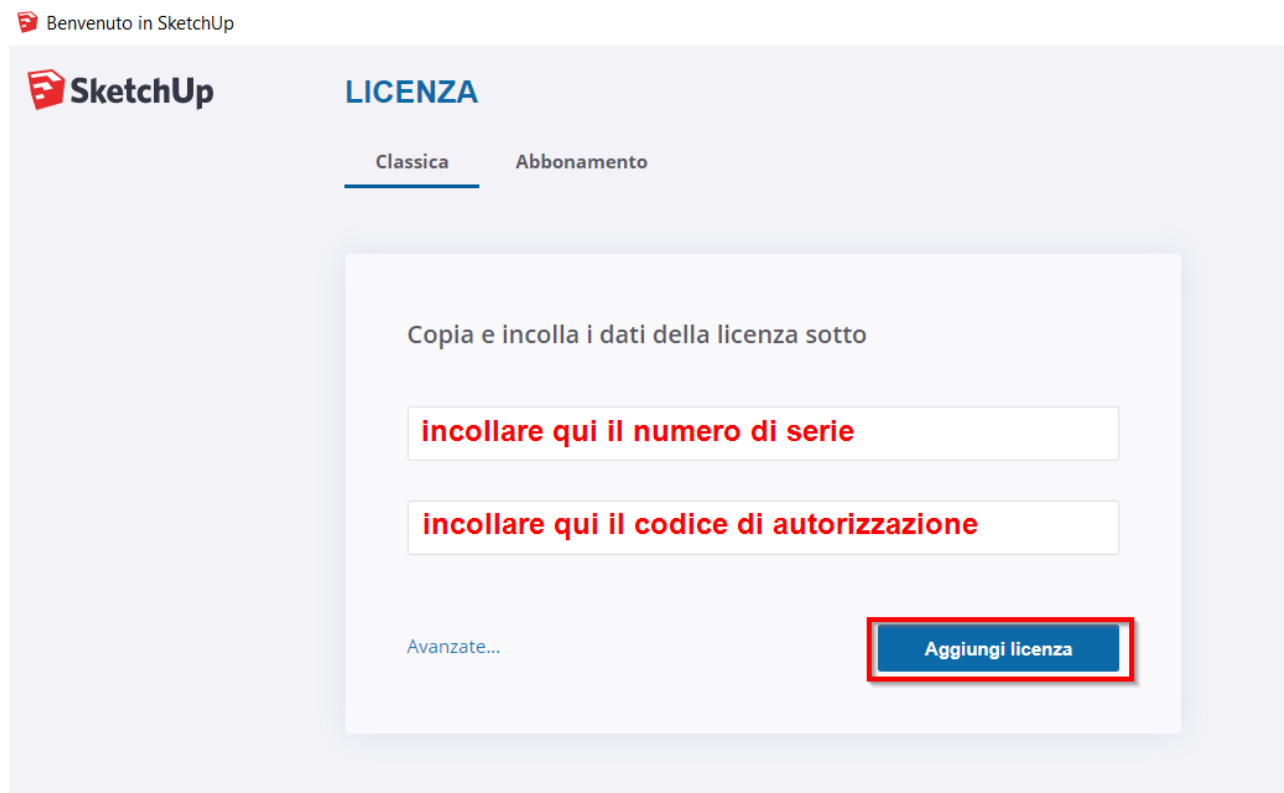 Benvenuto in SketchUp
SketchUp
LICENZA
Classica Abbonamento
Copia e incolla i dati della licenza sotto
incollare qui il numero di serie
incollare qui il codice di autorizzazione
Avanzate...
Aggiungi licenza